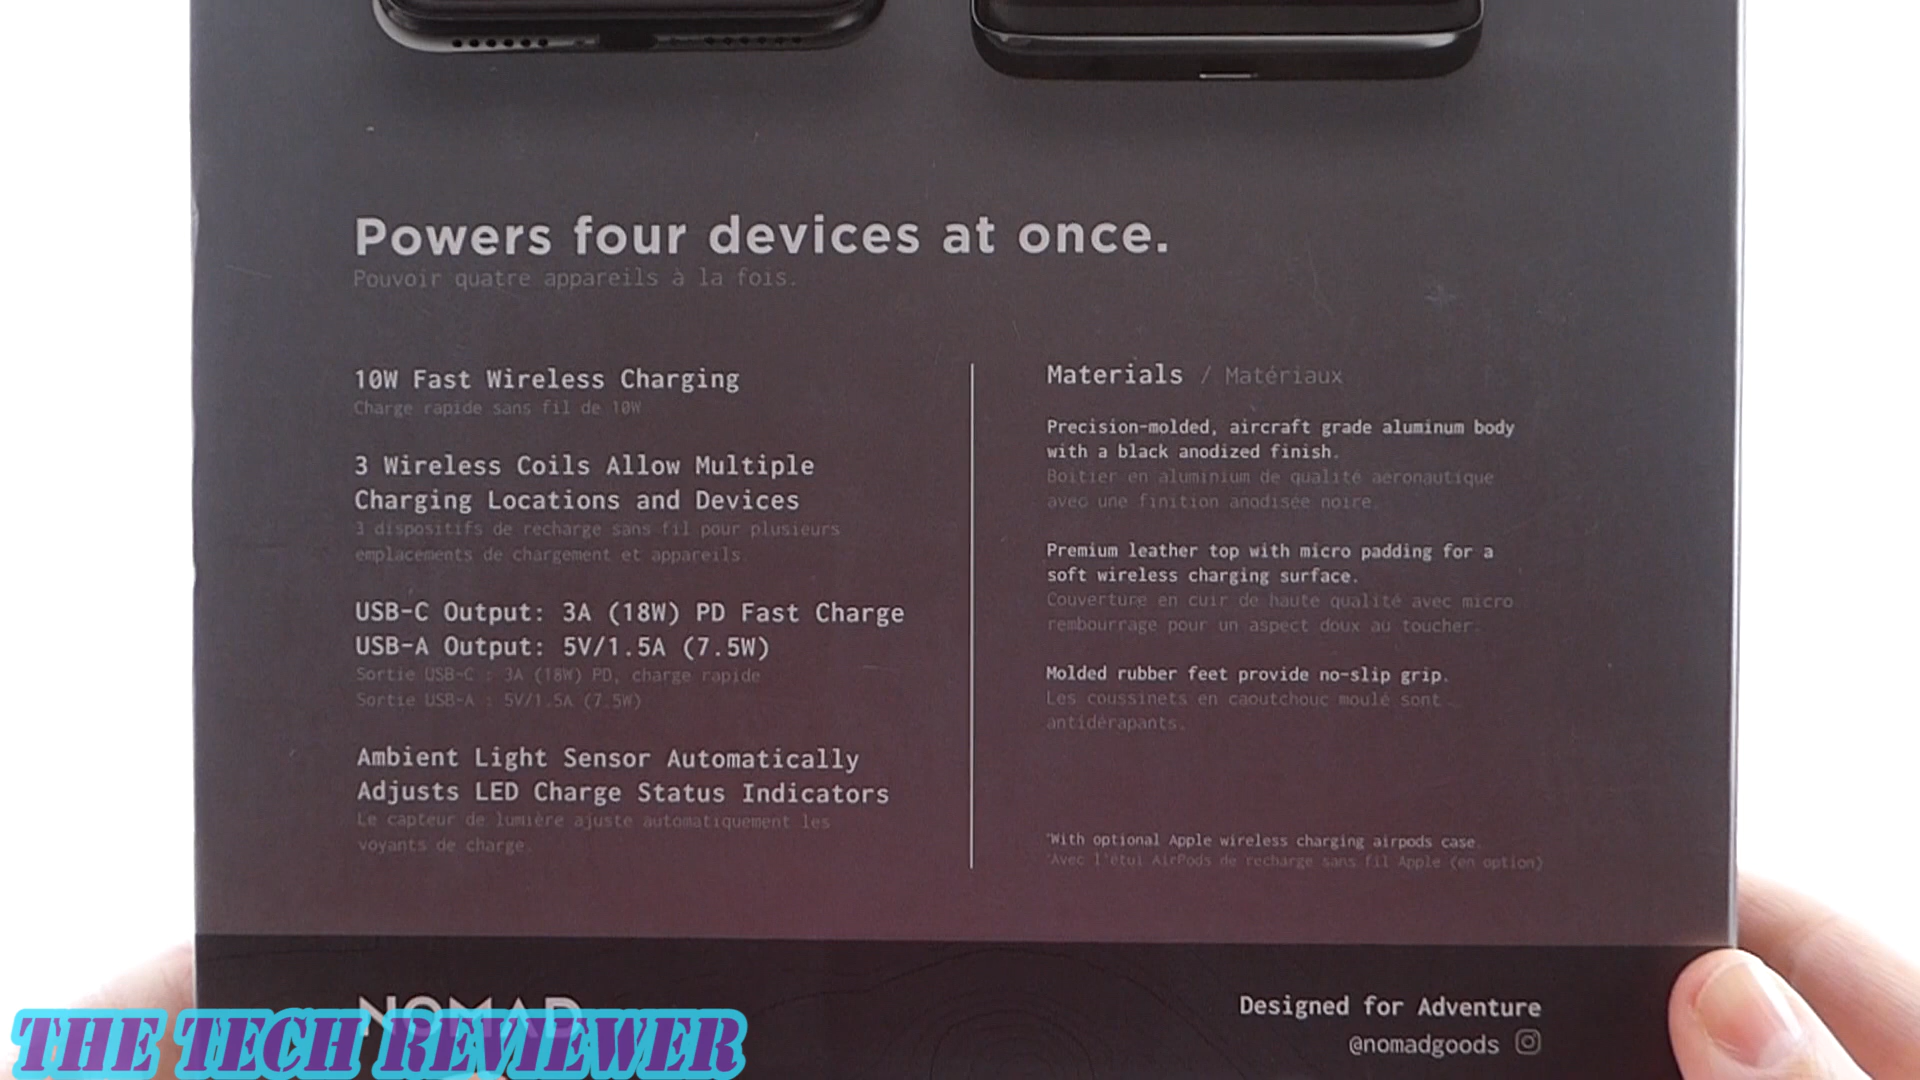 Powers four devices at once.
Pouvoir quatre appareils à la fois.
10W Fast Wireless Charging
Charge rapide sans fil de 10W
3 Wireless Coils Allow Multiple
Charging Locations and Devices
3 dispositifs de recharge sans fil pour plusieurs
emplacements de chargement et appareils.
USB-C Output: 3A (18W) PD Fast Charge
USB-A Output: 5V/1.5A (7.5W)
Sortie USB-C : 3A (18W) PD, charge rapide
Sortie USB-A : 5V/1.5A (7.5W)
Ambient Light Sensor Automatically
Adjusts LED Charge Status Indicators
Le capteur de lumière ajuste automatiquement les
voyants de charge.
Materials / Matériaux
Precision-molded, aircraft grade aluminum body
with a black anodized finish.
Boitier en aluminium de qualité aéronautique
avec une finition anodisée noire.
Premium leather top with micro padding for a
soft wireless charging surface.
Couverture en cuir de haute qualité avec micro
rembourrage pour un aspect doux au toucher.
Molded rubber feet provide no-slip grip.
Les coussinets en caoutchouc moulé sont
antidérapants.
*With optional Apple wireless charging airpods case.
*Avec l'étui AirPods de recharge sans fil Apple (en option)
NOMAD
Designed for Adventure
@nomadgoods
THE TECH REVIEWER